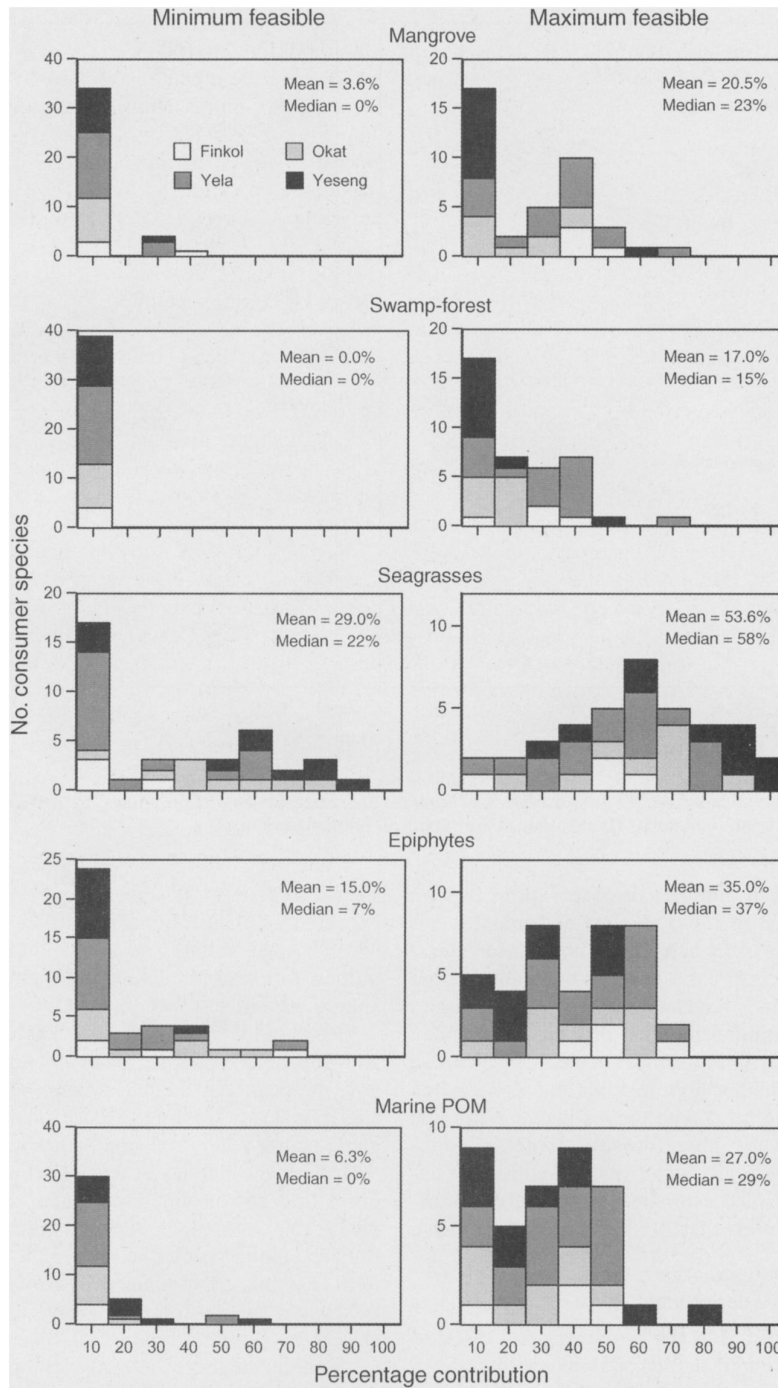 Minimum feasible Maximum feasible
Mangrove
40 20
Mean = 3.6% Mean = 20.5%
Median = 0% Median = 23%
30 15
Finkol Okat
20 10
Yela Yeseng
10 5
0 0
Swamp-forest
40 20
Mean = 0.0% Mean = 17.0%
Median = 0% Median = 15%
30 15
20 10
10 5
0 0
No. consumer species
Seagrasses
20
Mean = 29.0% Mean = 53.6%
Median = 22% Median = 58%
10
15
10 5
5
0 0
Epiphytes
25
Mean = 15.0% Mean = 35.0%
Median = 7% Median = 37%
20 10
15
10 5
5
0 0
Marine POM
40 10
Mean = 6.3% Mean = 27.0%
Median = 0% Median = 29%
30
20 5
10
0 0
10 20 30 40 50 60 70 80 90 100 10 20 30 40 50 60 70 80 90 100
Percentage contribution